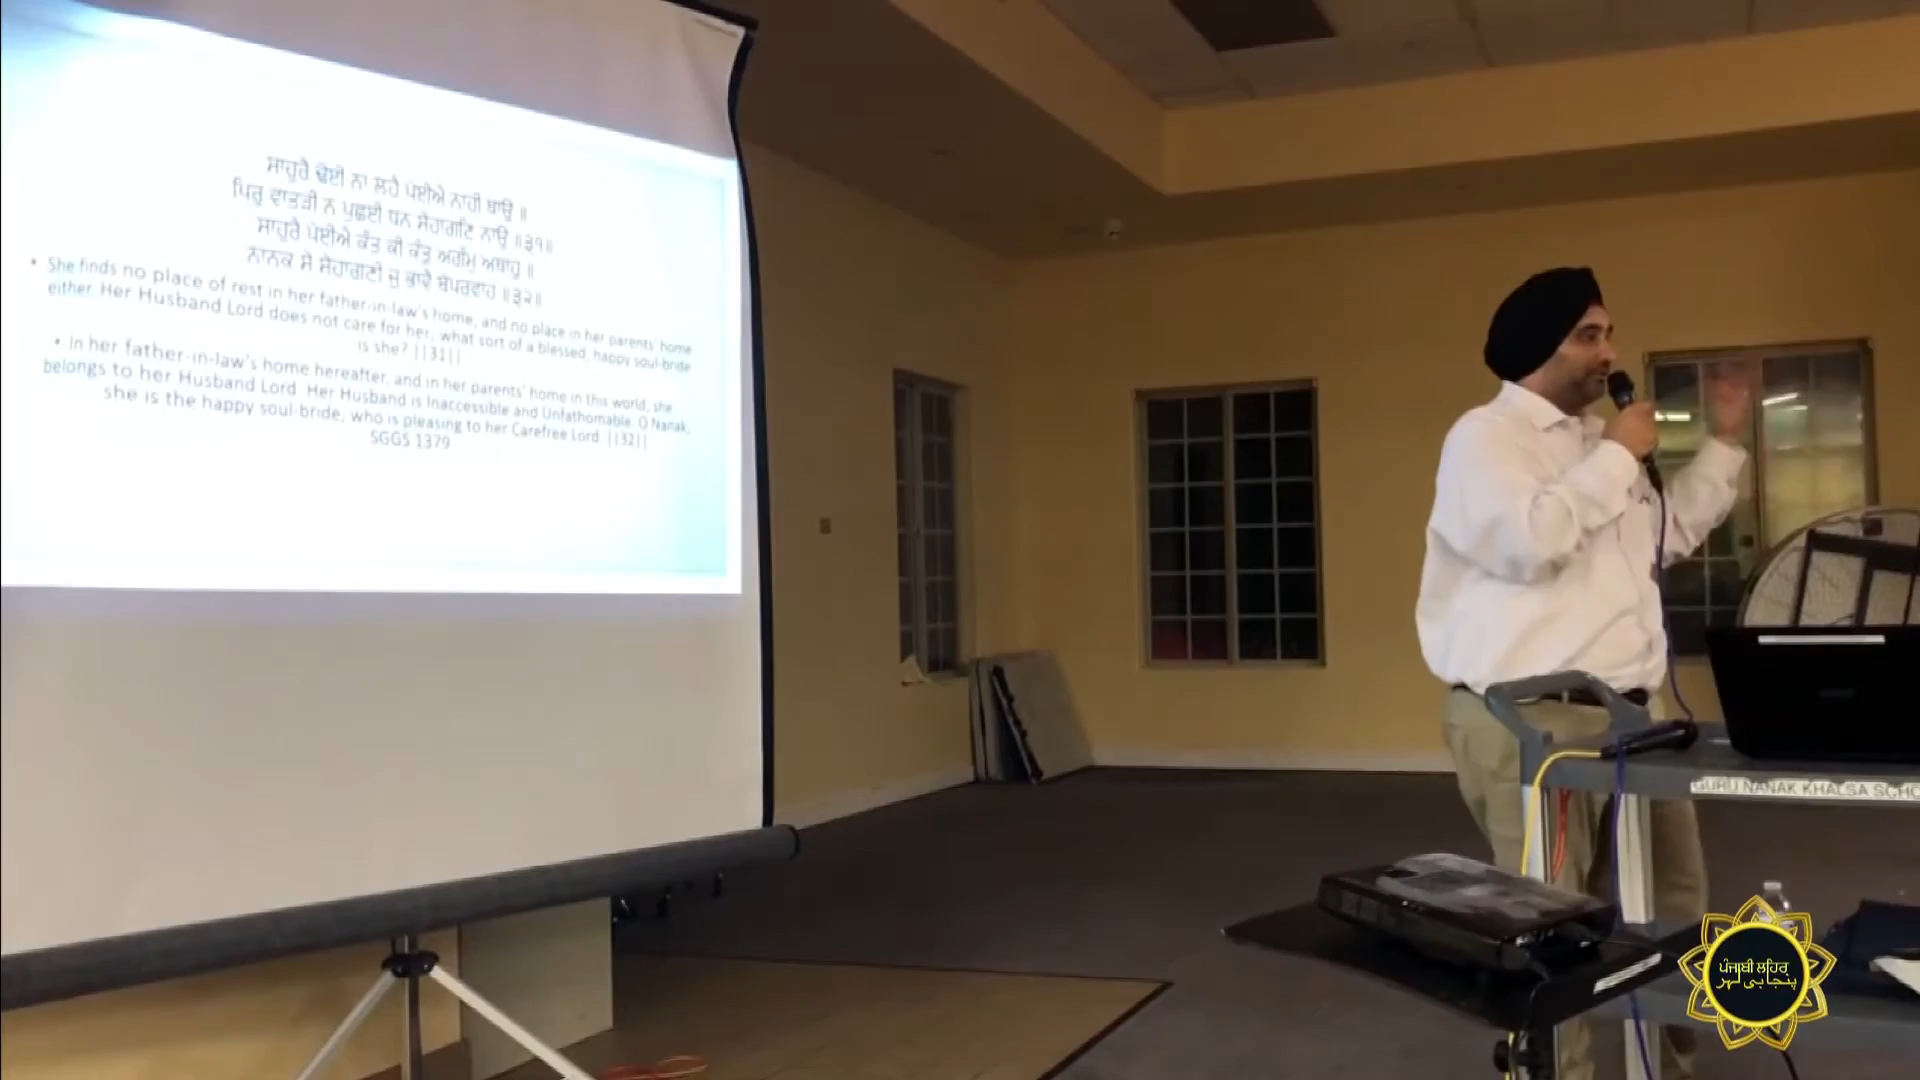 ਸਾਹੁਰੈ ਢੋਈ ਨਾ ਲਹੈ ਪੇਈਐ ਨਾਹੀ ਥਾਉ ॥
ਪਿਰੁ ਵਾਤੜੀ ਨ ਪੁਛਈ ਧਨ ਸੋਹਾਗਣਿ ਨਾਉ ॥੩੧॥
ਸਾਹੁਰੈ ਪੇਈਐ ਕੰਤ ਕੀ ਕੰਤੁ ਅਗੰਮੁ ਅਥਾਹੁ ॥
ਨਾਨਕ ਸੋ ਸੋਹਾਗਣੀ ਜੁ ਭਾਵੈ ਬੇਪਰਵਾਹ ॥੩੨॥
• She finds no place of rest in her father-in-law's home, and no place in her parents' home
either. Her Husband Lord does not care for her; what sort of a blessed, happy soul-bride
is she? ||31||
• In her father-in-law's home hereafter, and in her parents' home in this world, she
belongs to her Husband Lord. Her Husband is Inaccessible and Unfathomable. O Nanak,
she is the happy soul-bride, who is pleasing to her Carefree Lord. ||32||
SGGS 1379
GURU NANAK KHALSA SCHO
ਪੰਜਾਬੀ ਲਹਿਰ
پنجابی لہر